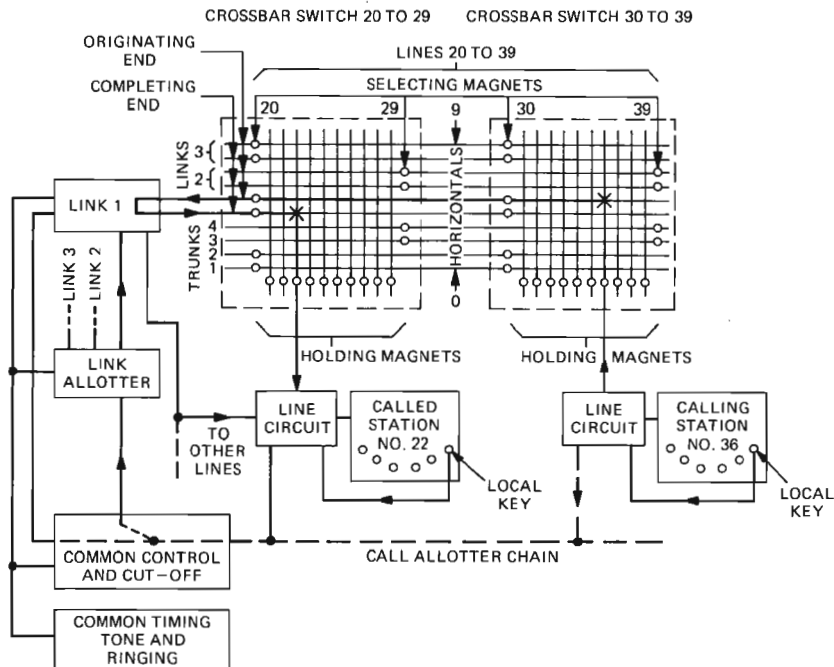 CROSSBAR SWITCH 20 TO 29
CROSSBAR SWITCH 30 TO 39
ORIGINATING
END
LINES 20 TO 39
COMPLETING
END
SELECTING MAGNETS
20
29
9
30
39
LINKS
3
2
HORIZONTALS
LINK 1
TRUNKS
4
3
2
1
0
LINK 3
LINK 2
HOLDING MAGNETS
HOLDING MAGNETS
LINK
ALLOTTER
TO
OTHER
LINES
LINE
CIRCUIT
CALLED
STATION
NO. 22
LINE
CIRCUIT
CALLING
STATION
NO. 36
LOCAL
KEY
LOCAL
KEY
COMMON CONTROL
AND CUT-OFF
CALL ALLOTTER CHAIN
COMMON TIMING
TONE AND
RINGING